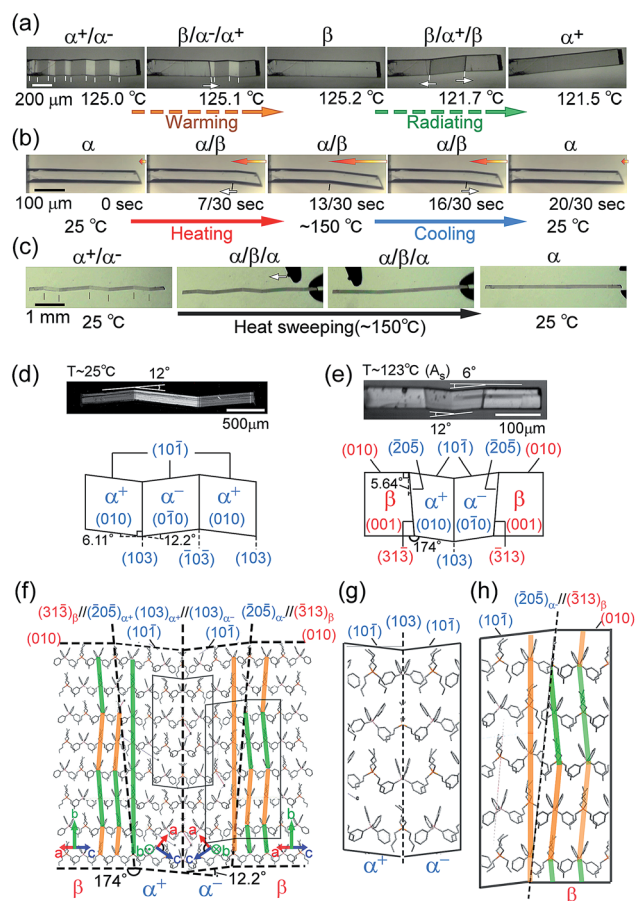 (a)
α⁺/α⁻ β/α⁻/α⁺ β β/α⁺/β α⁺
200 μm 125.0 °C 125.1 °C 125.2 °C 121.7 °C 121.5 °C
Warming Radiating
(b)
α α/β α/β α/β α
100 μm 0 sec 7/30 sec 13/30 sec 16/30 sec 20/30 sec
25 °C Heating ~150°C Cooling 25 °C
(c)
α⁺/α⁻ α/β/α α/β/α α
1 mm
25 °C Heat sweeping(~150°C) 25 °C
(d) T~25°C 12°
500μm
(101̄)
α⁺ α⁻ α⁺
(010) (01̄0) (010)
6.11° 12.2°
(103) (1̄03̄) (103)
(e) T~123°C (Aₛ) 6°
12° 100μm
(010) (2̄05̄) (101̄) (2̄05̄) (010)
5.64°
β α⁺ α⁻ β
(001) (010) (01̄0) (001)
(313̄) 174° (103) (3̄13)
(f) (313̄)β//(2̄05̄)α+ (103)α+//(103)α- (2̄05̄)α-//(3̄13)β
(010) (101̄) (101̄) (010)
b a c b a c a c b b a c
β 174° α⁺ α⁻ 12.2° β
(g) (103)
(101̄) (101̄)
α⁺ α⁻
(h) (2̄05̄)α-//(3̄13)β
(101̄) (010)
α⁻ β